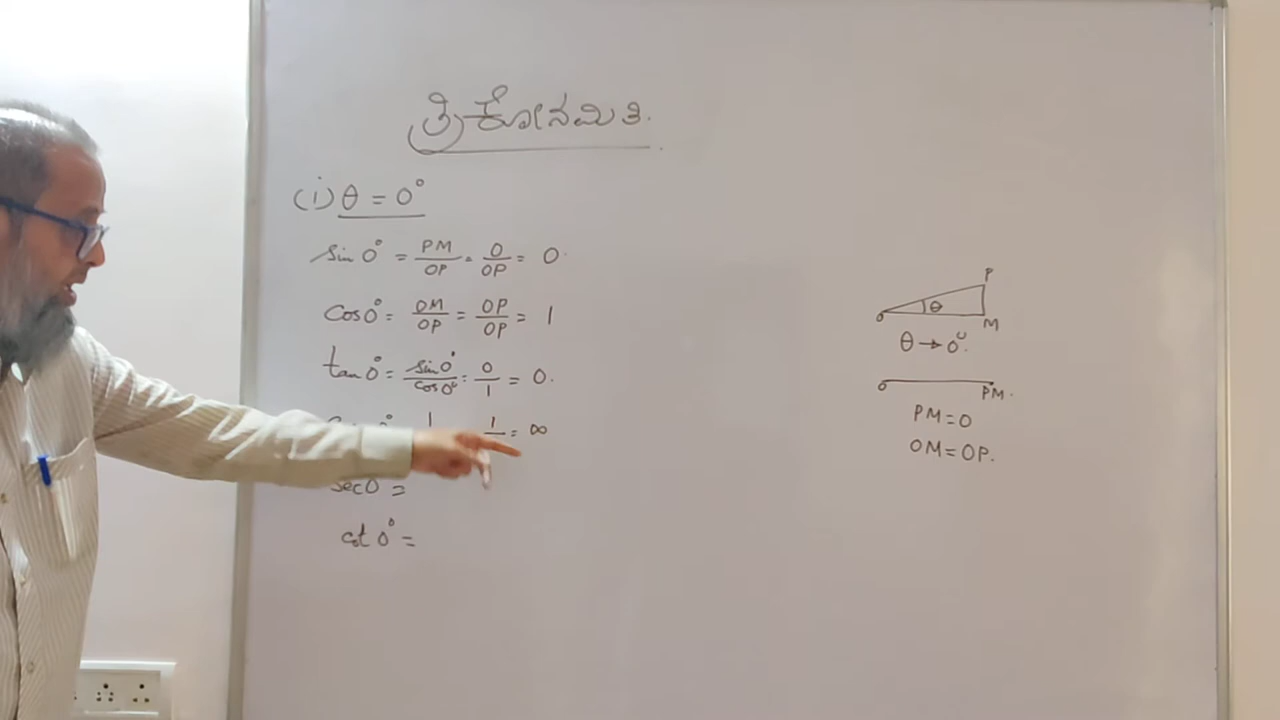 ತ್ರಿಕೋನಮಿತಿ.
(i) θ = 0°
sin 0° = PM/OP = 0/OP = 0.
cos 0° = OM/OP = OP/OP = 1
tan 0° = sin 0°/cos 0° = 0/1 = 0.
1 1 = ∞
sec 0 =
cot 0° =
P
θ
O
M
θ → 0°.
O
PM.
PM = 0
OM = OP.